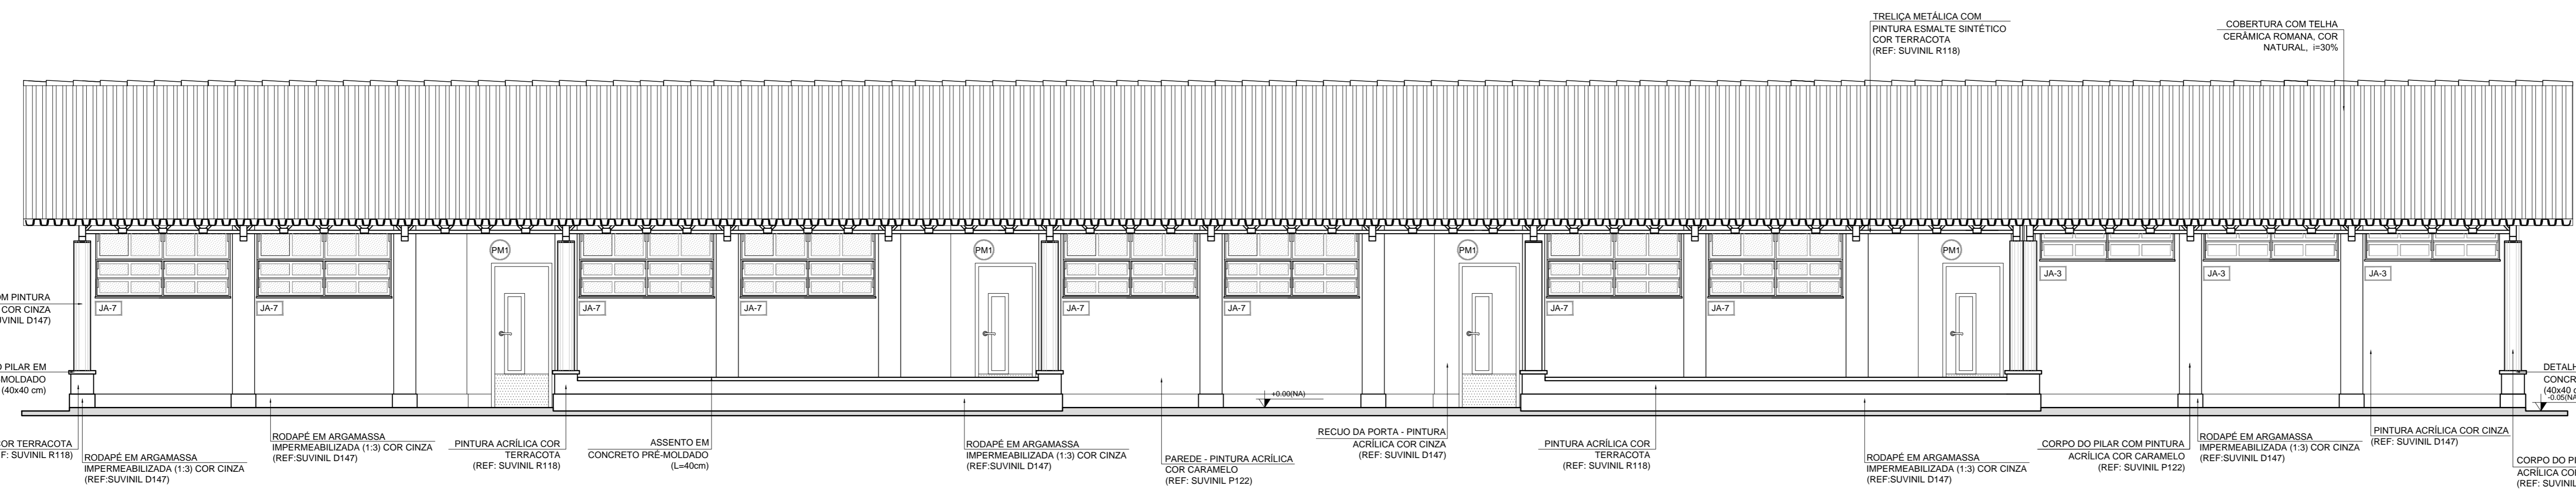 TRELIÇA METÁLICA COM
PINTURA ESMALTE SINTÉTICO
COR TERRACOTA
(REF: SUVINIL R118)
COBERTURA COM TELHA
CERÂMICA ROMANA, COR
NATURAL, i=30%
PM1
PM1
PM1
PM1
JA-7
JA-7
JA-7
JA-7
JA-7
JA-7
JA-7
JA-7
JA-3
JA-3
JA-3
PINTURA
COR CINZA
D147)
PILAR EM
MOLDADO
(40x40 cm)
+0.00(NA)
CONCR
(40x40
-0.05(NA
COR TERRACOTA
SUVINIL R118)
RODAPÉ EM ARGAMASSA
IMPERMEABILIZADA (1:3) COR CINZA
(REF:SUVINIL D147)
RODAPÉ EM ARGAMASSA
IMPERMEABILIZADA (1:3) COR CINZA
(REF:SUVINIL D147)
PINTURA ACRÍLICA COR
TERRACOTA
(REF: SUVINIL R118)
ASSENTO EM
CONCRETO PRÉ-MOLDADO
(L=40cm)
RODAPÉ EM ARGAMASSA
IMPERMEABILIZADA (1:3) COR CINZA
(REF:SUVINIL D147)
PAREDE - PINTURA ACRÍLICA
COR CARAMELO
(REF: SUVINIL P122)
RECUO DA PORTA - PINTURA
ACRÍLICA COR CINZA
(REF: SUVINIL D147)
PINTURA ACRÍLICA COR
TERRACOTA
(REF: SUVINIL R118)
RODAPÉ EM ARGAMASSA
IMPERMEABILIZADA (1:3) COR CINZA
(REF:SUVINIL D147)
CORPO DO PILAR COM PINTURA
ACRÍLICA COR CARAMELO
(REF: SUVINIL P122)
RODAPÉ EM ARGAMASSA
IMPERMEABILIZADA (1:3) COR CINZA
(REF:SUVINIL D147)
PINTURA ACRÍLICA COR CINZA
(REF: SUVINIL D147)
CORPO DO
ACRÍLICA
(REF: SUVINIL